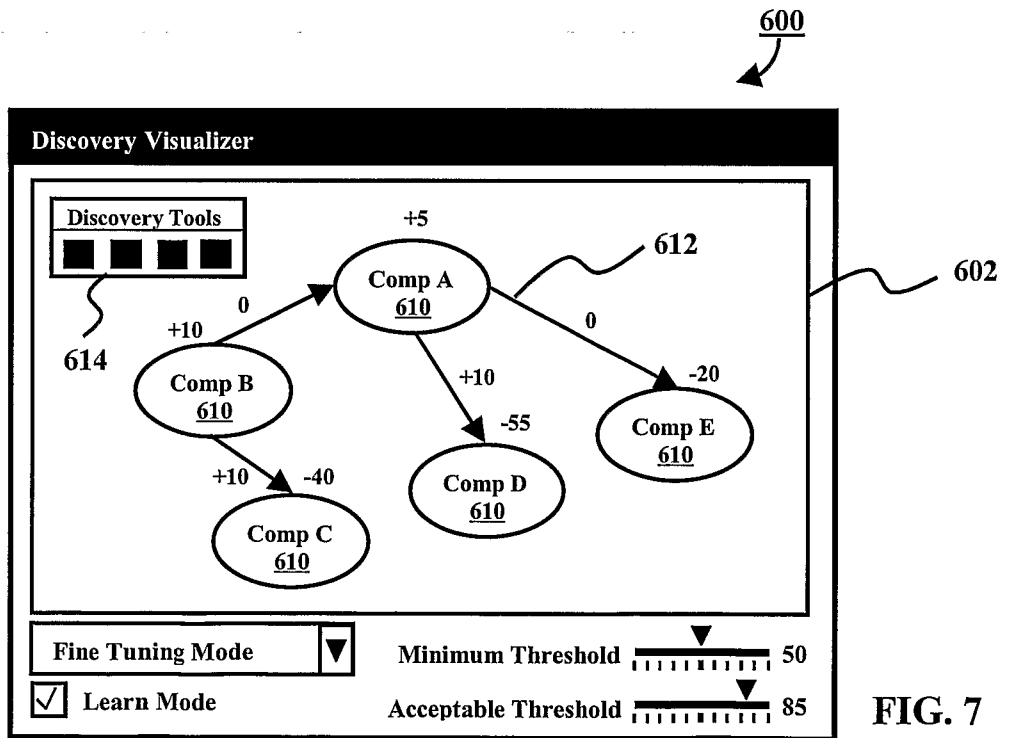 600
Discovery Visualizer
Discovery Tools
+5
612
602
Comp A
610
0
0
614
+10
+10
-20
Comp B
610
-55
Comp E
610
+10
-40
Comp D
610
Comp C
610
Fine Tuning Mode
Minimum Threshold 50
✓ Learn Mode
Acceptable Threshold 85
FIG. 7